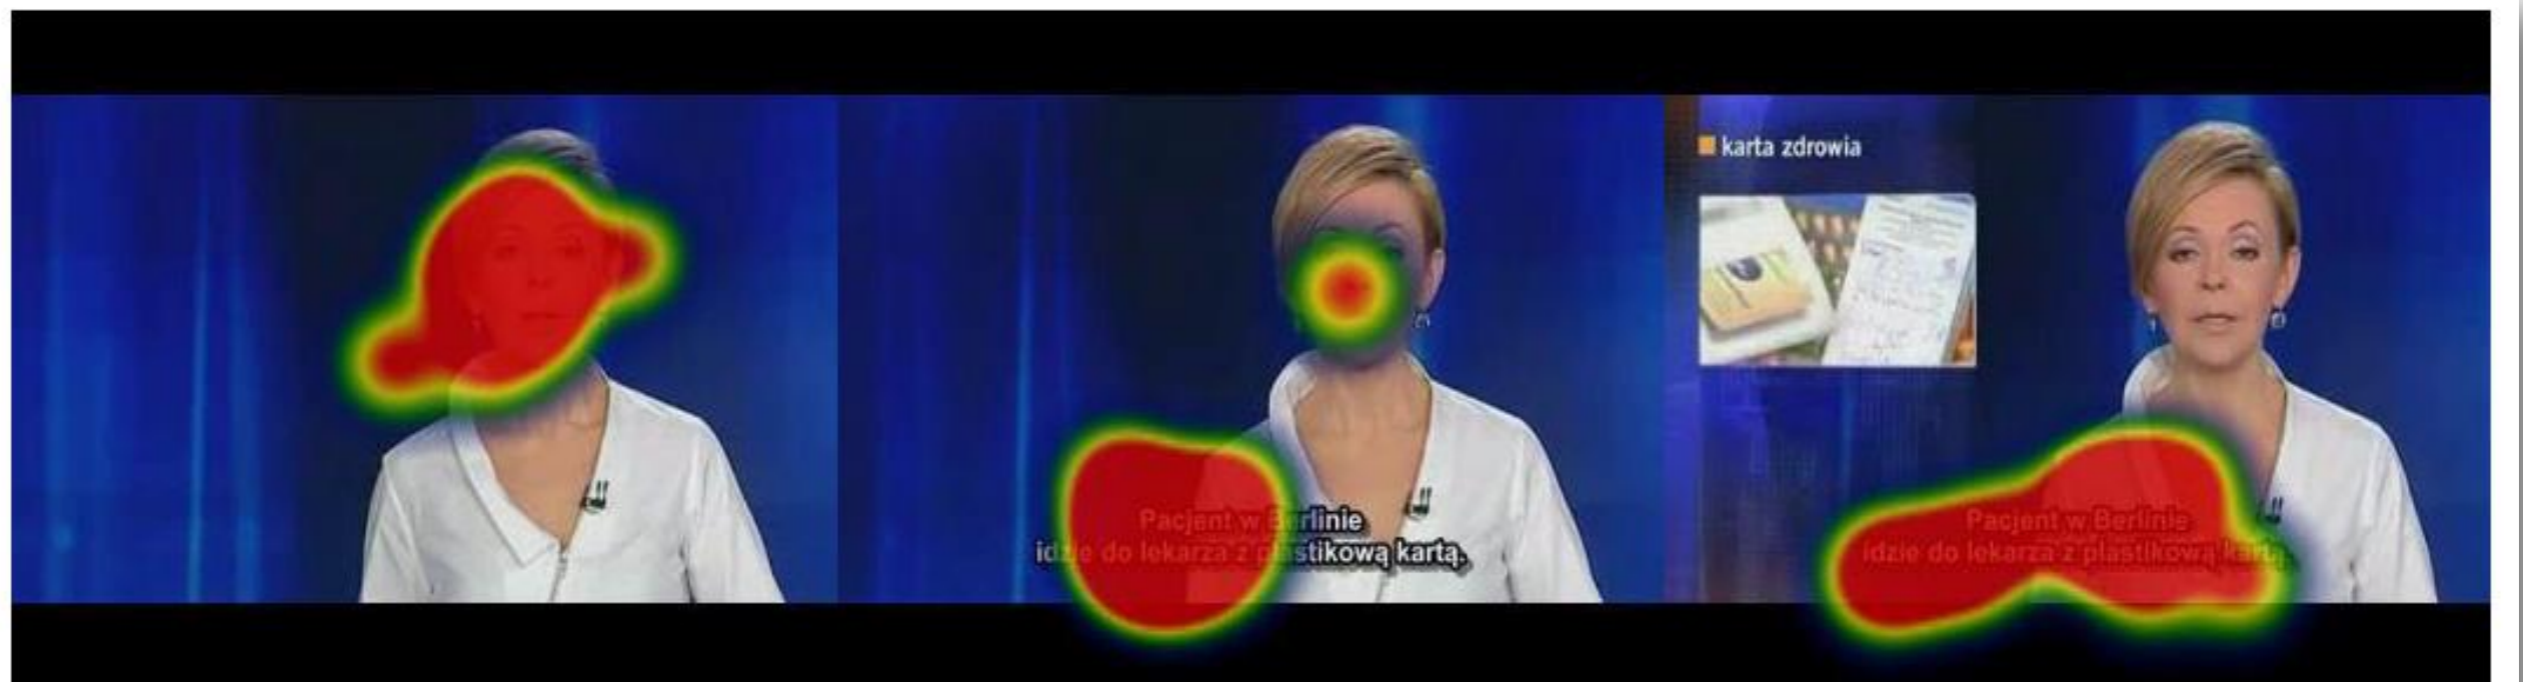 karta zdrowia
Pacjent w Berlinie
idzie do lekarza z plastikową kartą.
Pacjent w Berlinie
idzie do lekarza z plastikową kartą.